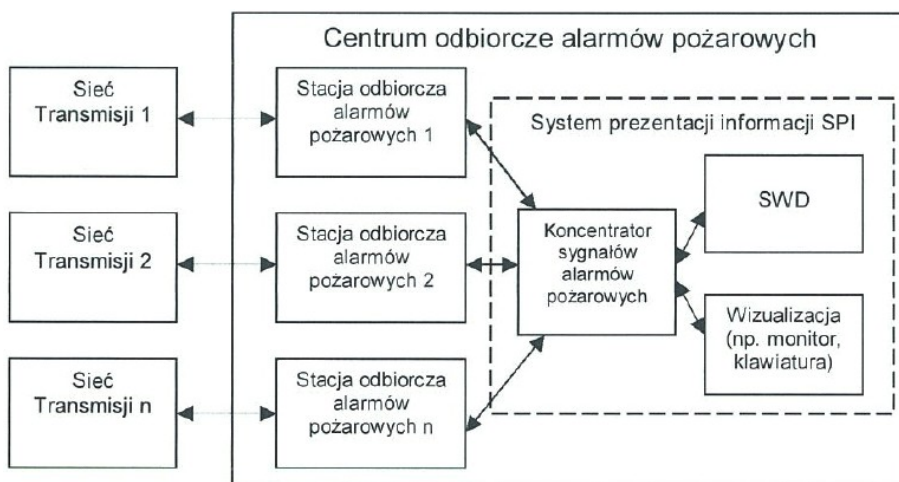 Centrum odbiorcze alarmów pożarowych
Sieć
Transmisji 1
Stacja odbiorcza
alarmów
pożarowych 1
System prezentacji informacji SPI
SWD
Sieć
Transmisji 2
Stacja odbiorcza
alarmów
pożarowych 2
Koncentrator
sygnałów
alarmów
pożarowych
Wizualizacja
(np. monitor,
klawiatura)
Sieć
Transmisji n
Stacja odbiorcza
alarmów
pożarowych n